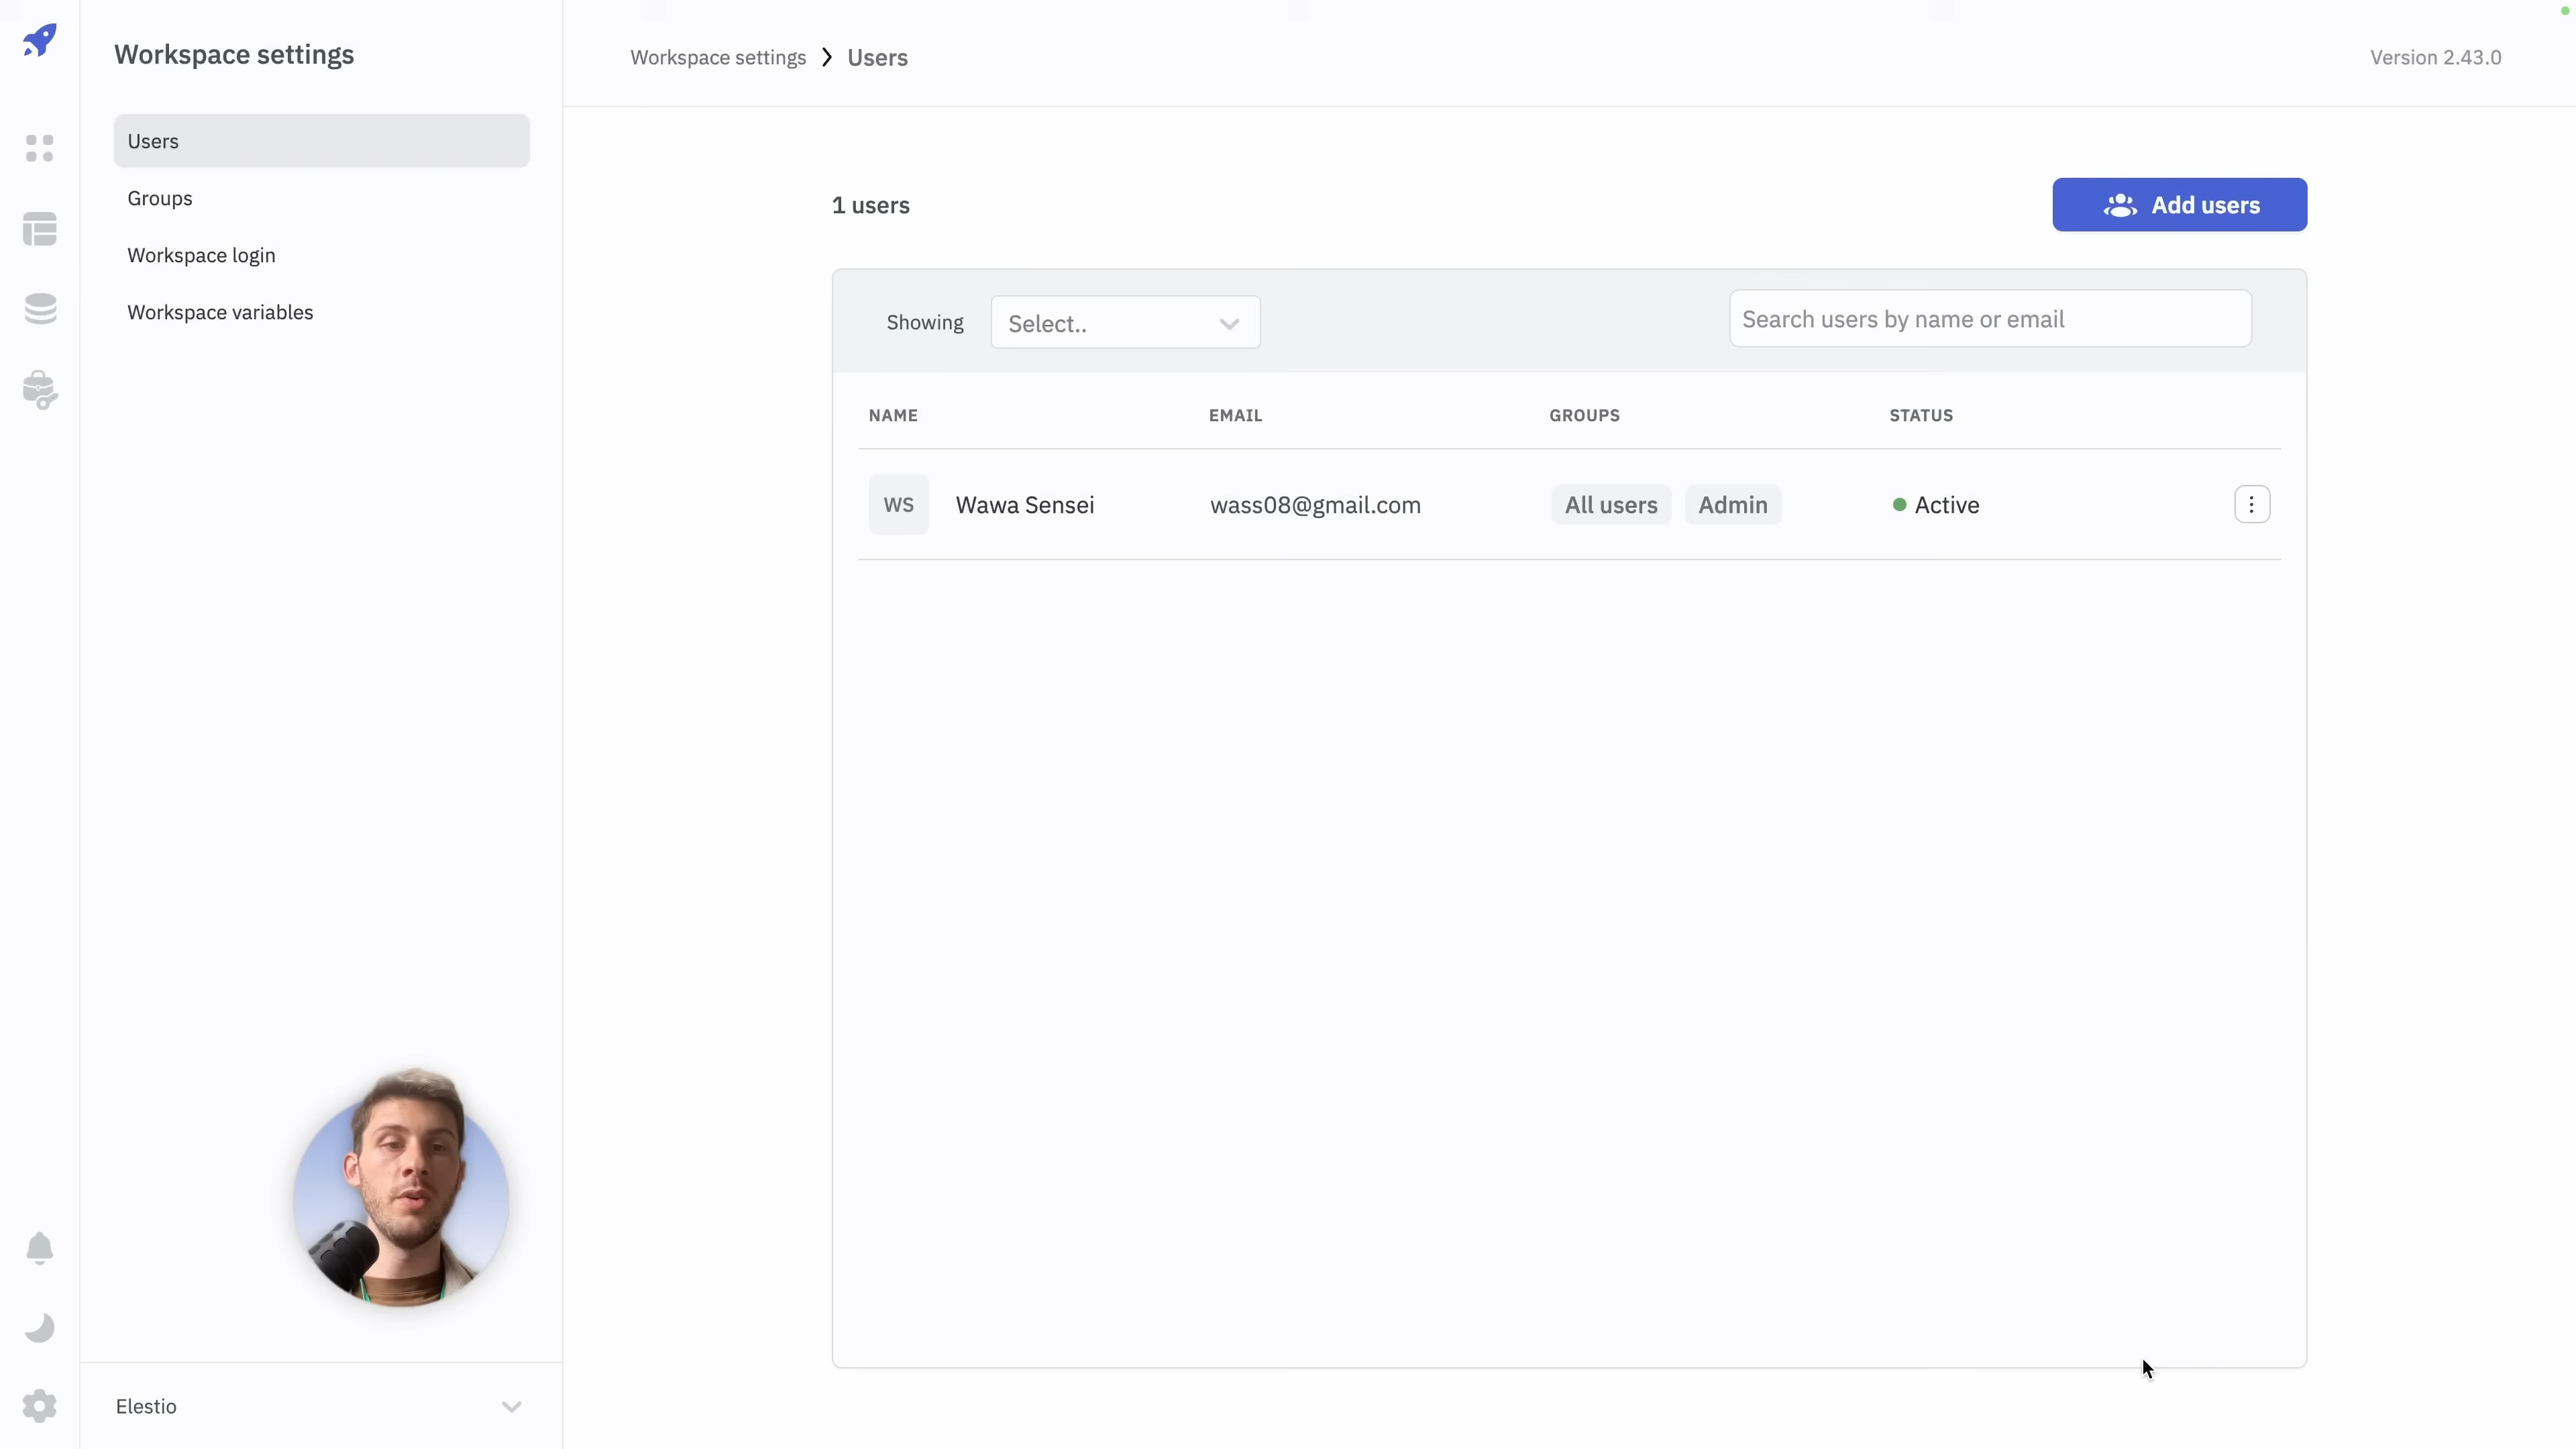 Workspace settings
Users
Groups
Workspace login
Workspace variables
Elestio
Workspace settings
Users
Version 2.43.0
1 users
Add users
Showing
Select..
Search users by name or email
NAME
EMAIL
GROUPS
STATUS
WS
Wawa Sensei
wass08@gmail.com
All users
Admin
Active